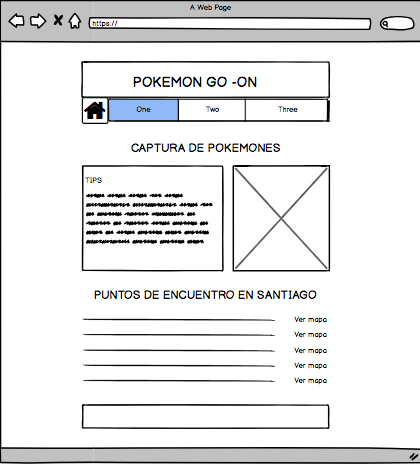 A Web Page
https://
POKEMON GO -ON
One Two Three
CAPTURA DE POKEMONES
TIPS
PUNTOS DE ENCUENTRO EN SANTIAGO
Ver mapa
Ver mapa
Ver mapa
Ver mapa
Ver mapa